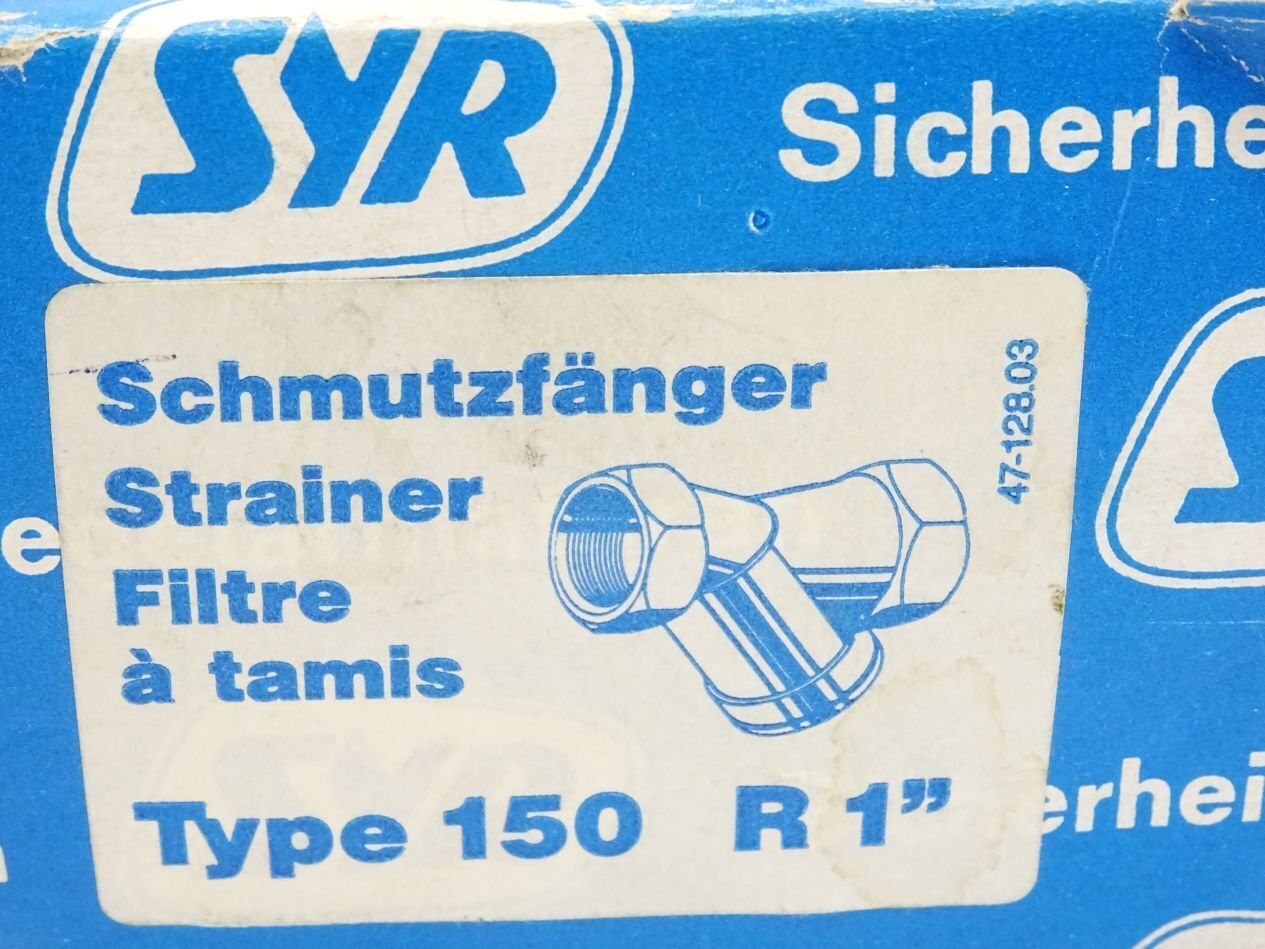 SYR
Sicherhe
Schmutzfänger
47-128.03
Strainer
e
Filtre
à tamis
Type 150 R 1”
erhei